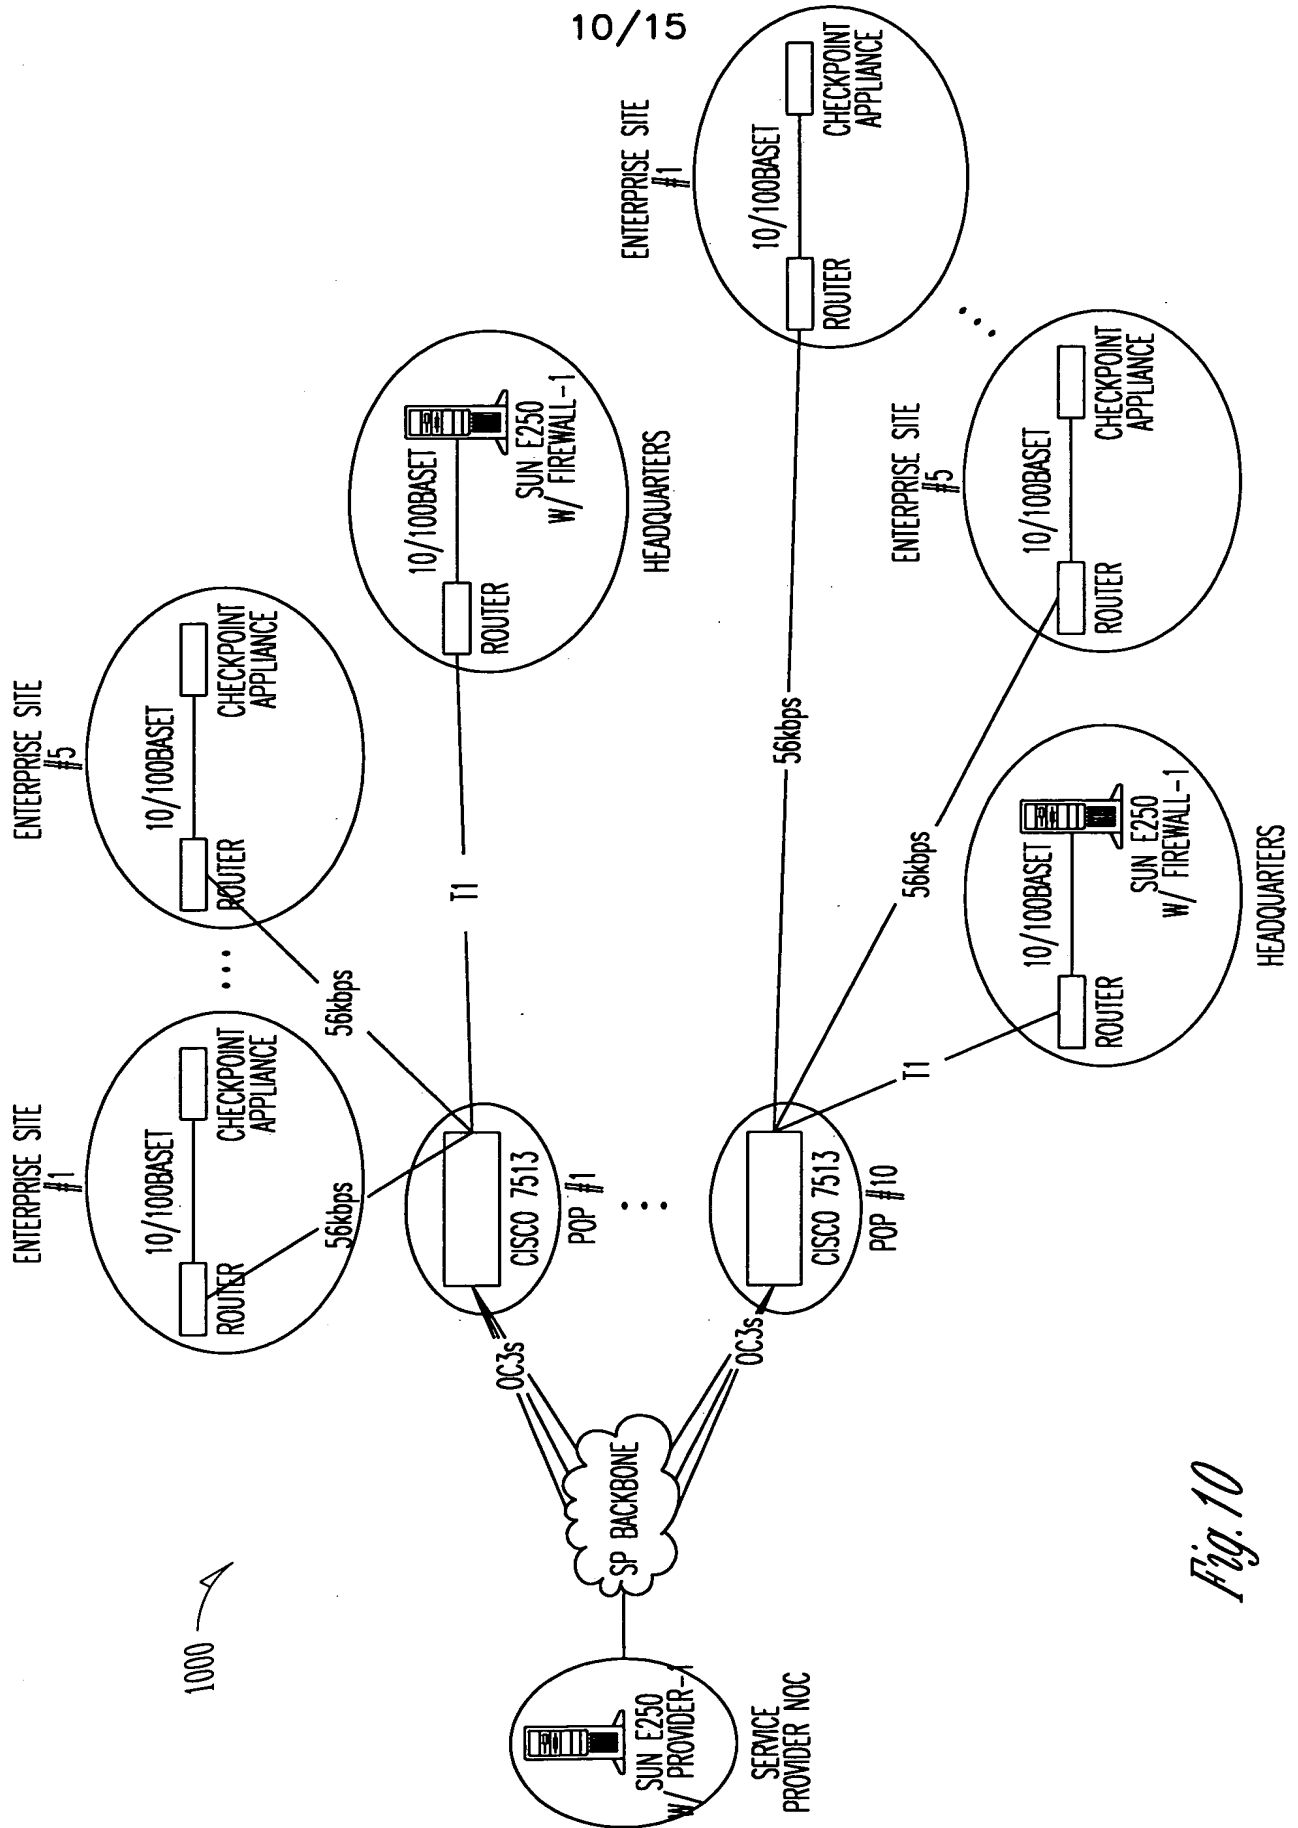 10/15
1000
SUN E250
W/ PROVIDER-1
SERVICE
PROVIDER NOC
SP BACKBONE
OC3s
OC3s
CISCO 7513
POP #1
CISCO 7513
POP #10
ENTERPRISE SITE
#1
10/100BASET
ROUTER
CHECKPOINT
APPLIANCE
56kbps
ENTERPRISE SITE
#5
10/100BASET
ROUTER
CHECKPOINT
APPLIANCE
56kbps
T1
10/100BASET
ROUTER
SUN E250
W/ FIREWALL-1
HEADQUARTERS
56kbps
ENTERPRISE SITE
#1
10/100BASET
ROUTER
CHECKPOINT
APPLIANCE
56kbps
ENTERPRISE SITE
#5
10/100BASET
ROUTER
CHECKPOINT
APPLIANCE
T1
10/100BASET
ROUTER
SUN E250
W/ FIREWALL-1
HEADQUARTERS
Fig. 10